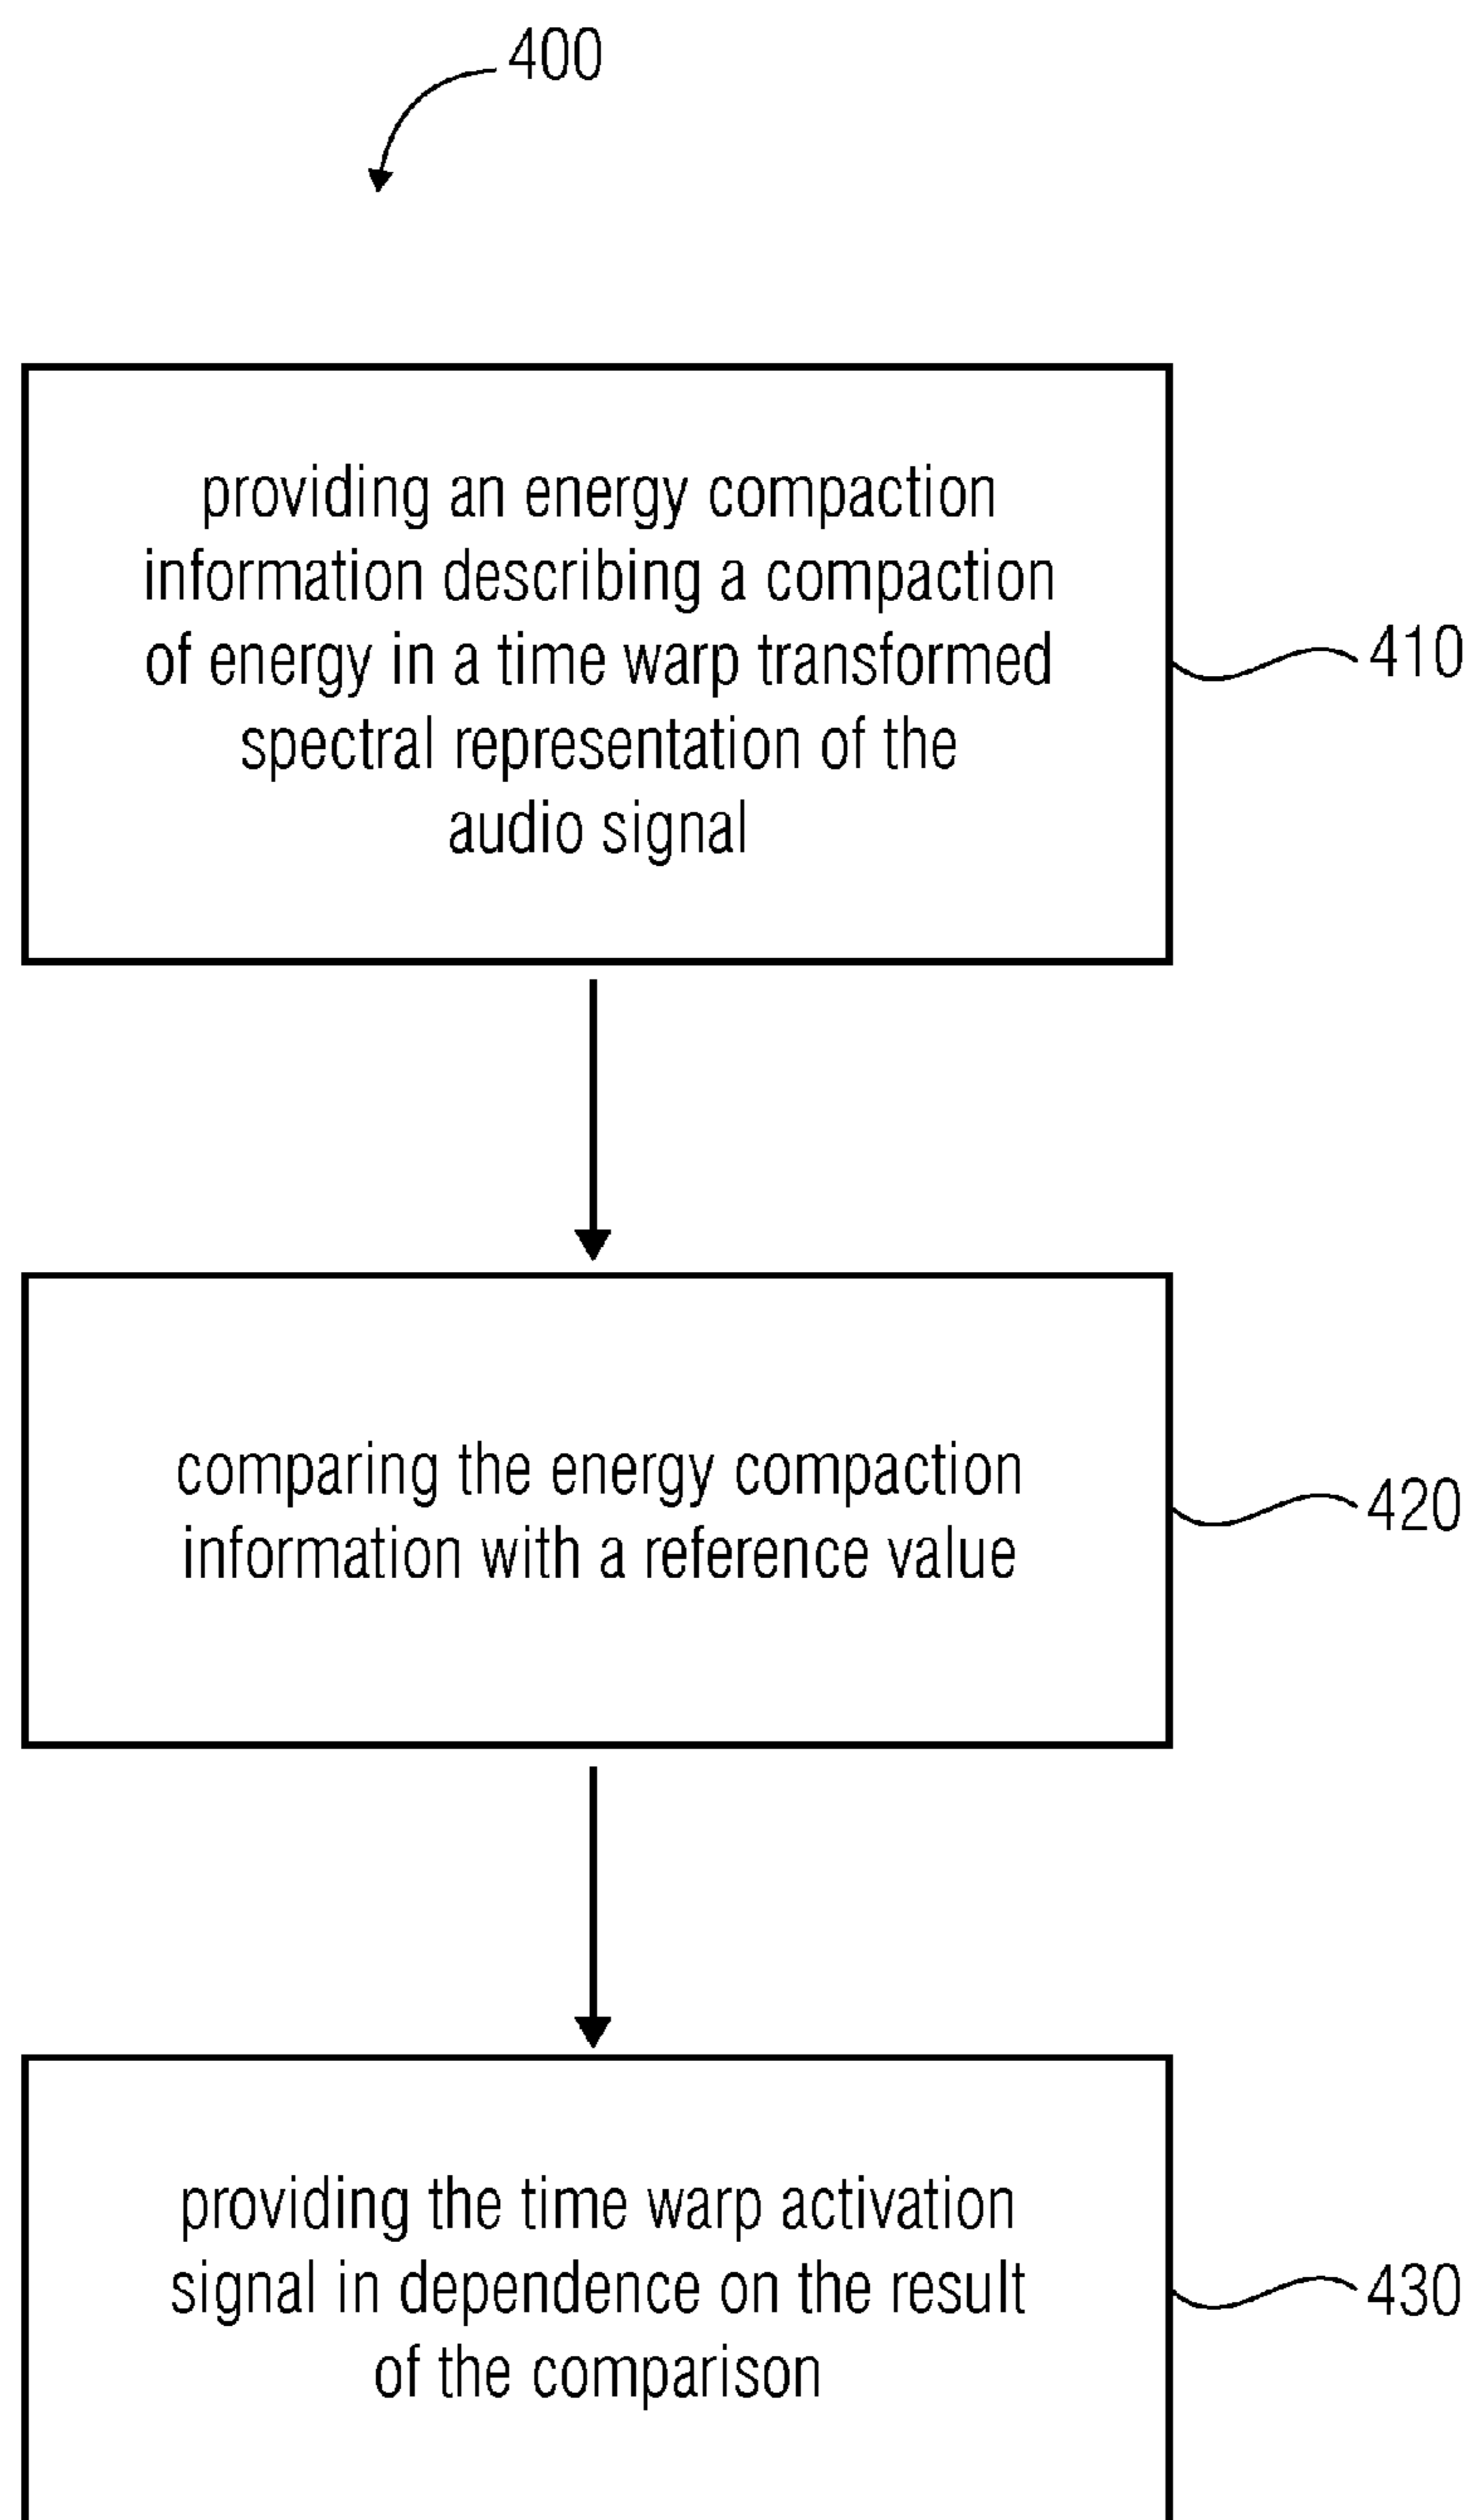 400
providing an energy compaction
information describing a compaction
of energy in a time warp transformed
spectral representation of the
audio signal
410
comparing the energy compaction
information with a reference value
420
providing the time warp activation
signal in dependence on the result
of the comparison
430